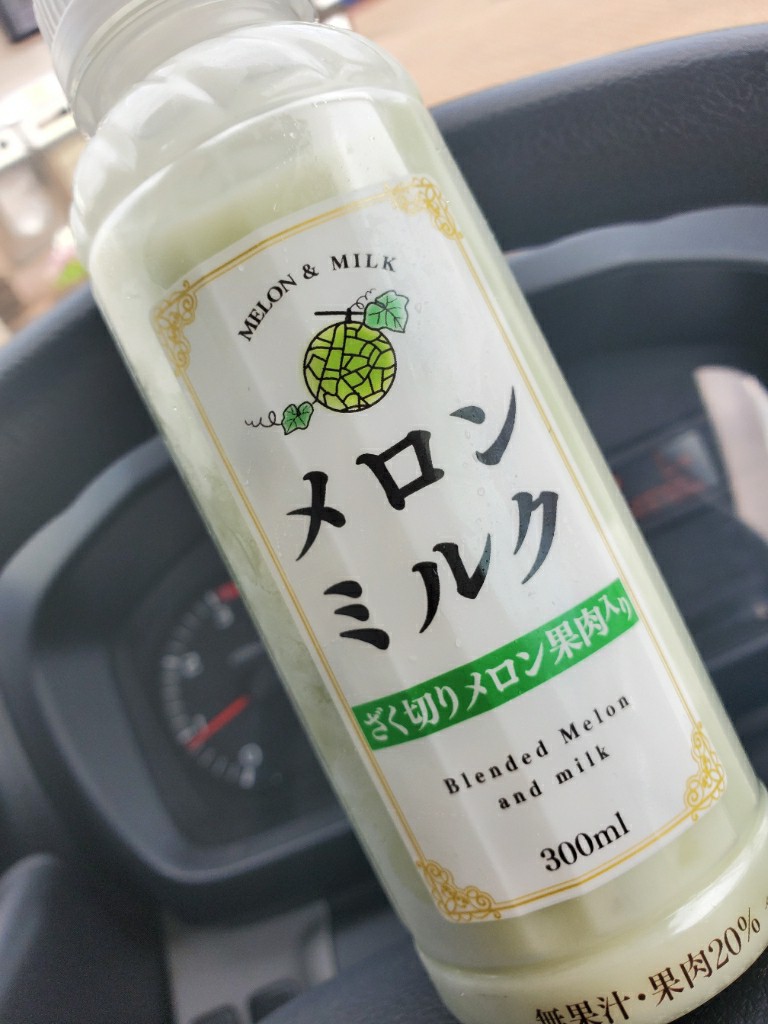 MELON & MILK
メロン
ミルク
ざく切りメロン果肉入り
Blended Melon
and milk
300ml
無果汁・果肉20%